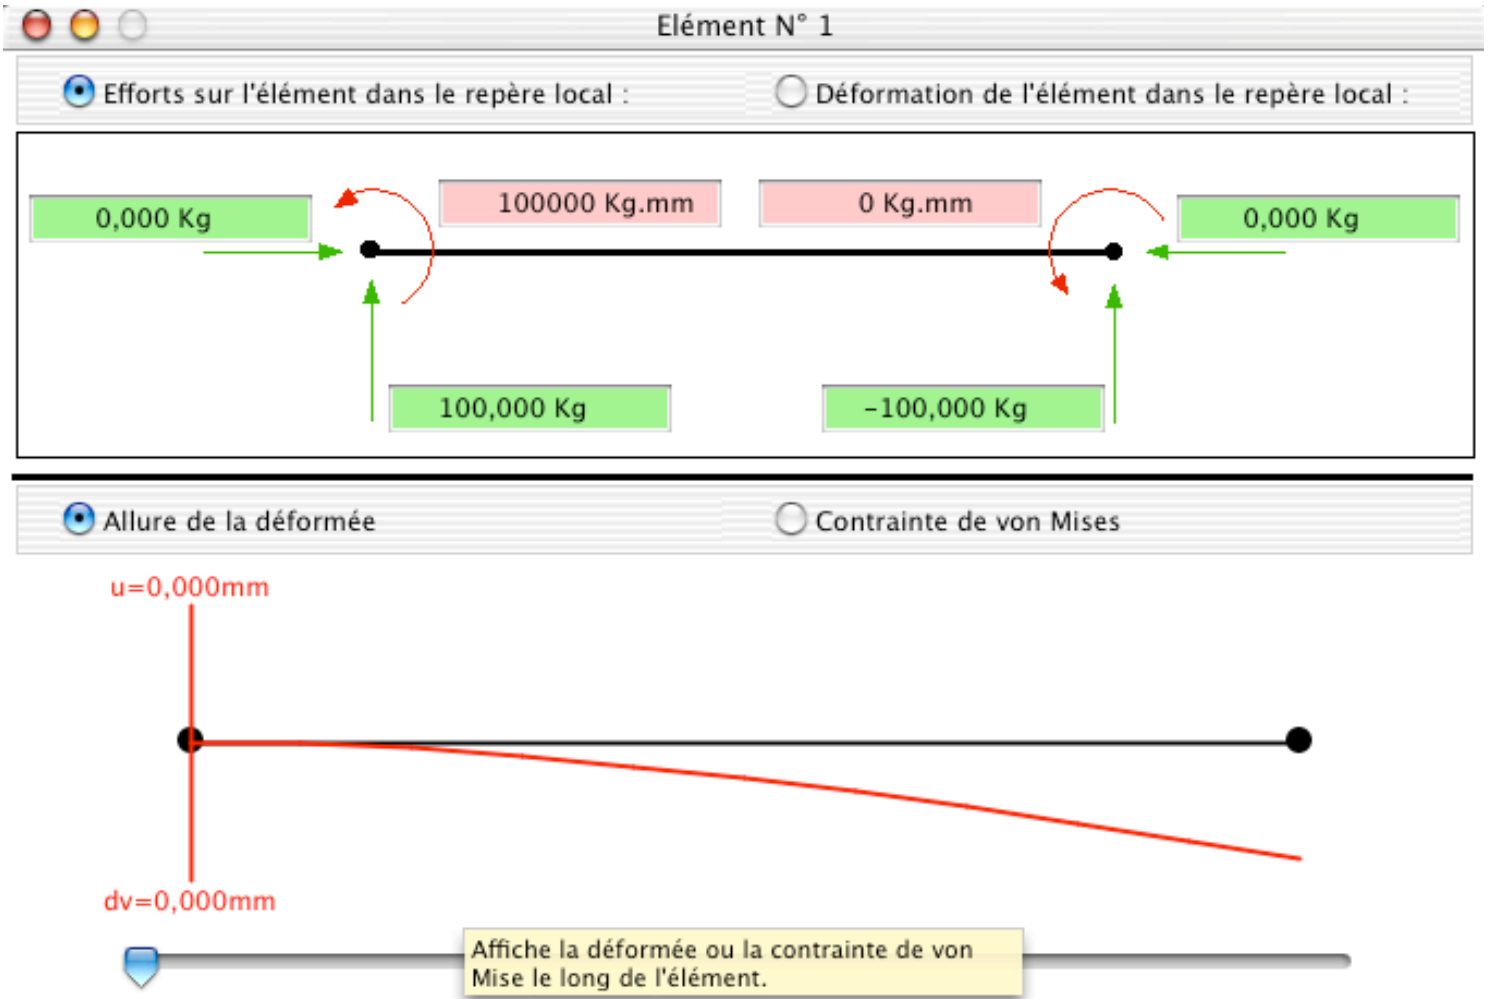 Elément N° 1
Efforts sur l'élément dans le repère local :
Déformation de l'élément dans le repère local :
0,000 Kg
100000 Kg.mm
0 Kg.mm
0,000 Kg
100,000 Kg
-100,000 Kg
Allure de la déformée
Contrainte de von Mises
u=0,000mm
dv=0,000mm
Affiche la déformée ou la contrainte de von
Mise le long de l'élément.